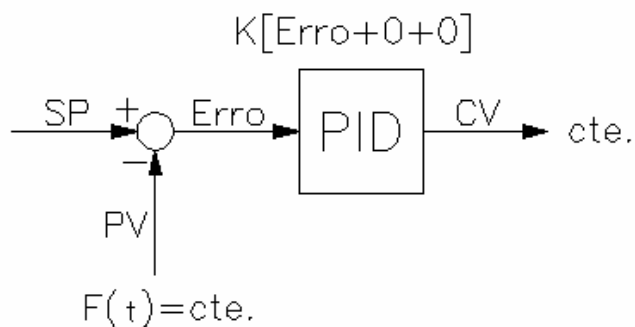 K[Erro+0+0]
SP
+
Erro
PID
CV
cte.
−
PV
F(t)=cte.